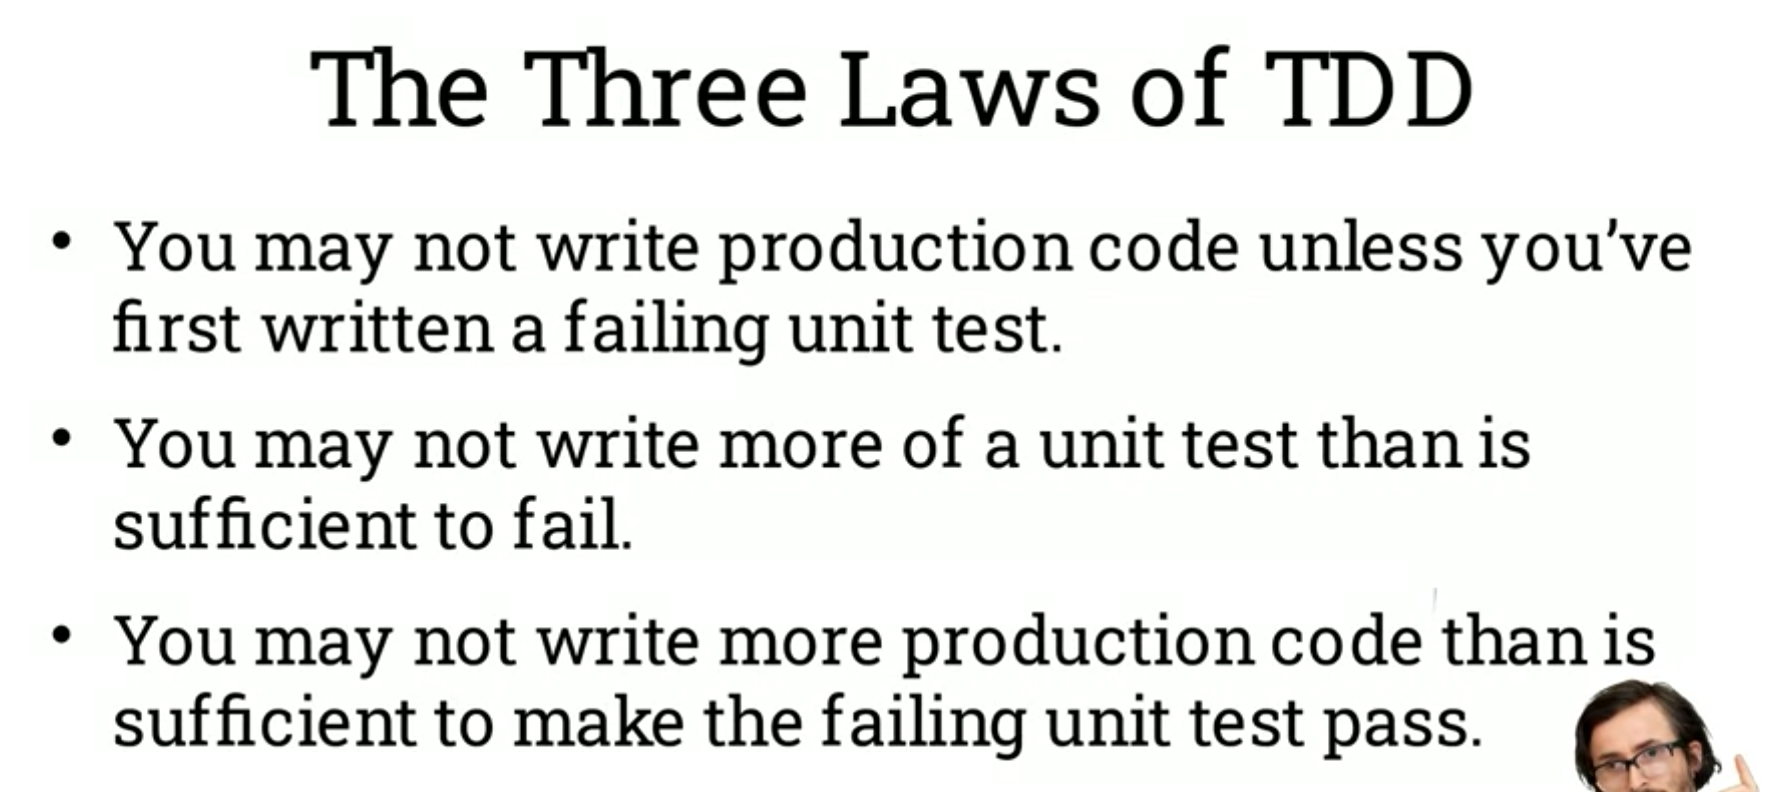 The Three Laws of TDD
• You may not write production code unless you’ve
first written a failing unit test.
• You may not write more of a unit test than is
sufficient to fail.
• You may not write more production code than is
sufficient to make the failing unit test pass.